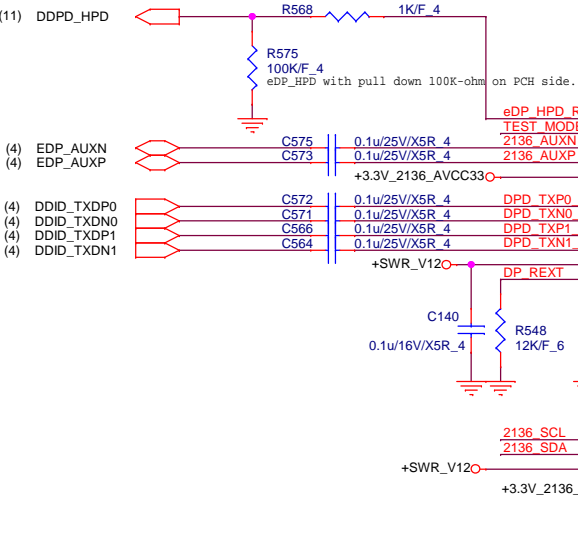 (11) DDPD_HPD R568 1K/F_4
R575
100K/F_4
eDP_HPD with pull down 100K-ohm on PCH side.
eDP_HPD_R
TEST_MODE
(4) EDP_AUXN C575 0.1u/25V/X5R_4 2136_AUXN
(4) EDP_AUXP C573 0.1u/25V/X5R_4 2136_AUXP
+3.3V_2136_AVCC33
(4) DDID_TXDP0 C572 0.1u/25V/X5R_4 DPD_TXP0
(4) DDID_TXDN0 C571 0.1u/25V/X5R_4 DPD_TXN0
(4) DDID_TXDP1 C566 0.1u/25V/X5R_4 DPD_TXP1
(4) DDID_TXDN1 C564 0.1u/25V/X5R_4 DPD_TXN1
+SWR_V12
DP_REXT
C140
R548
0.1u/16V/X5R_4 12K/F_6
2136_SCL
2136_SDA
+SWR_V12
+3.3V_2136_